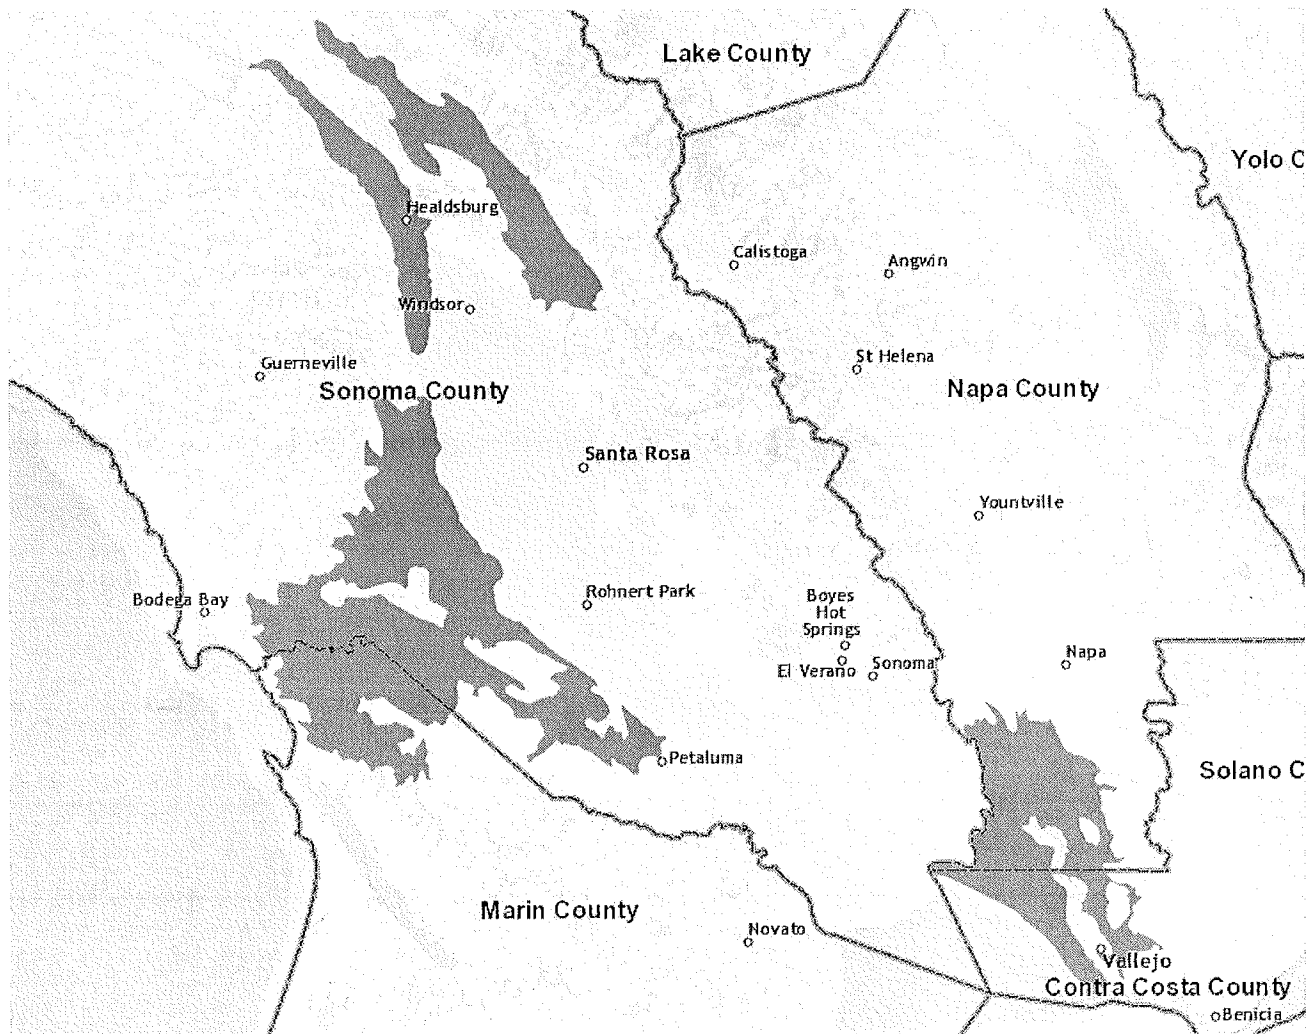 Lake County
Yolo C
Healdsburg
Calistoga
Angwin
Windsor
Guerneville
St Helena
Sonoma County
Napa County
Santa Rosa
Yountville
Bodega Bay
Rohnert Park
Boyes
Hot
Springs
El Verano
Sonoma
Napa
Petaluma
Solano C
Marin County
Novato
Vallejo
Contra Costa County
Benicia